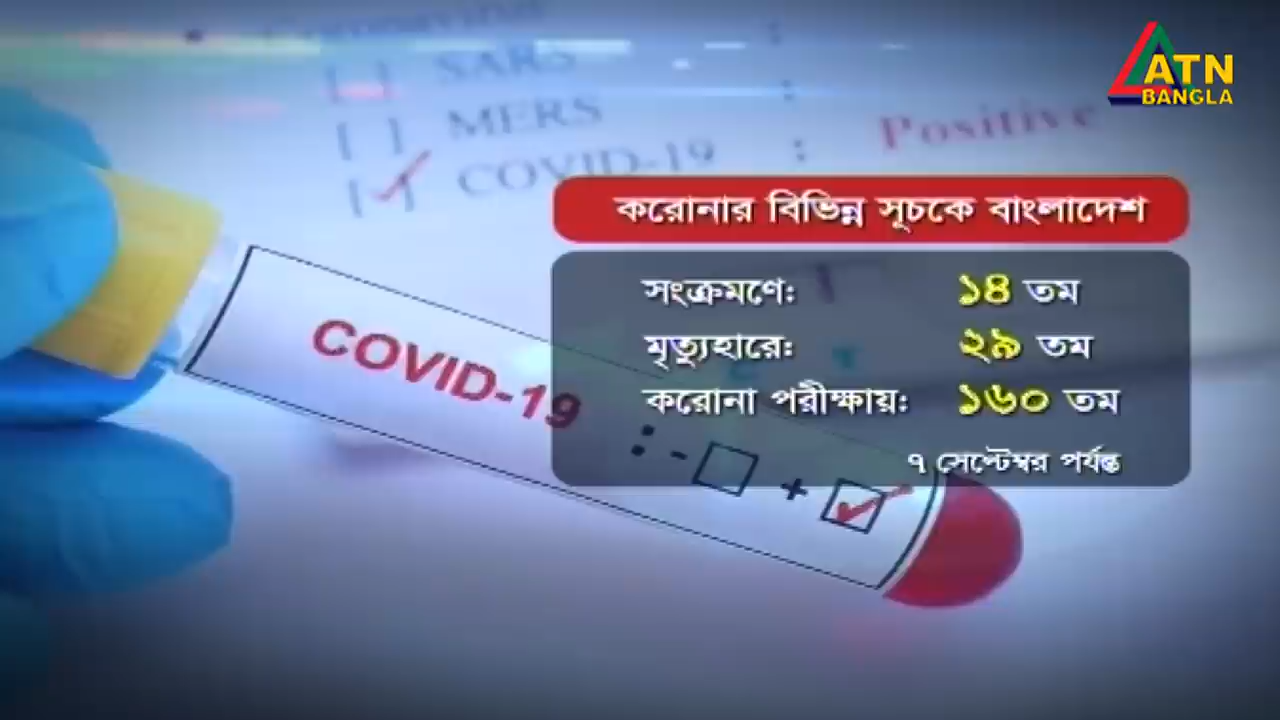 SARS
:
[ ] MERS :
[✓] COVID-19 : Positive
ATN
BANGLA
করোনার বিভিন্ন সূচকে বাংলাদেশ
সংক্রমণে: ১৪ তম
মৃত্যুহারে: ২৯ তম
করোনা পরীক্ষায়: ১৬০ তম
৭ সেপ্টেম্বর পর্যন্ত
COVID-19 : - +